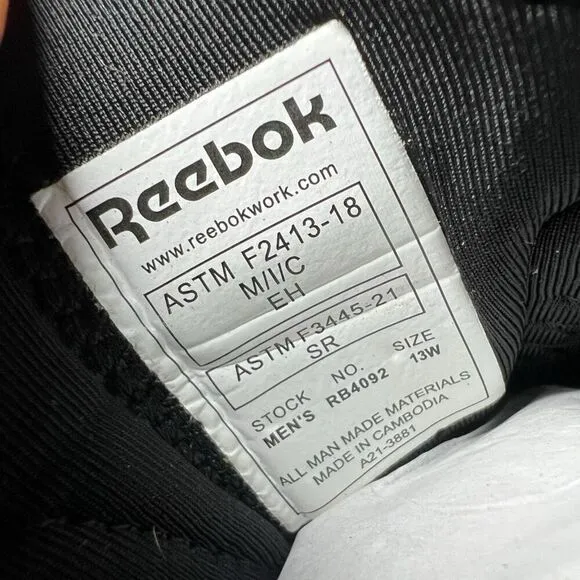 Reebok
www.reebokwork.com
ASTM F2413-18
M/I/C
EH
ASTM F3445-21
SR
STOCK NO. SIZE
MEN'S RB4092 13W
ALL MAN MADE MATERIALS
MADE IN CAMBODIA
A21-3881